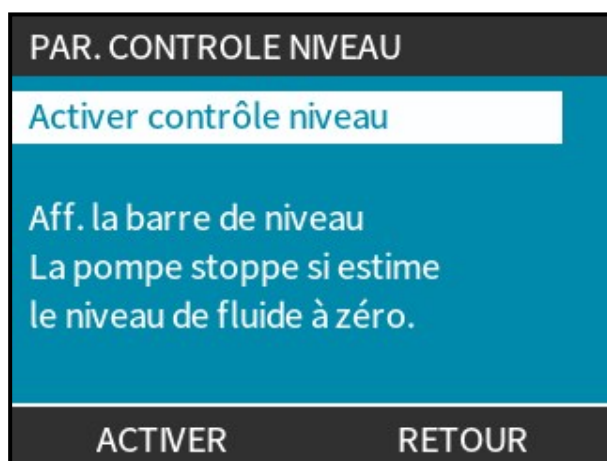 PAR. CONTROLE NIVEAU
Activer contrôle niveau
Aff. la barre de niveau
La pompe stoppe si estime
le niveau de fluide à zéro.
ACTIVER RETOUR